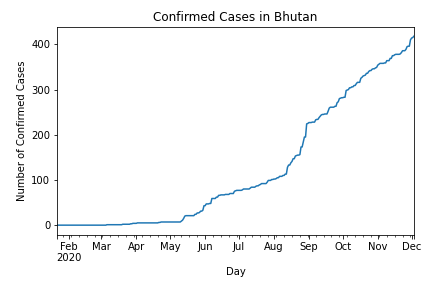 Confirmed Cases in Bhutan
Number of Confirmed Cases
400
300
200
100
0
Feb Mar Apr May Jun Jul Aug Sep Oct Nov Dec
2020
Day